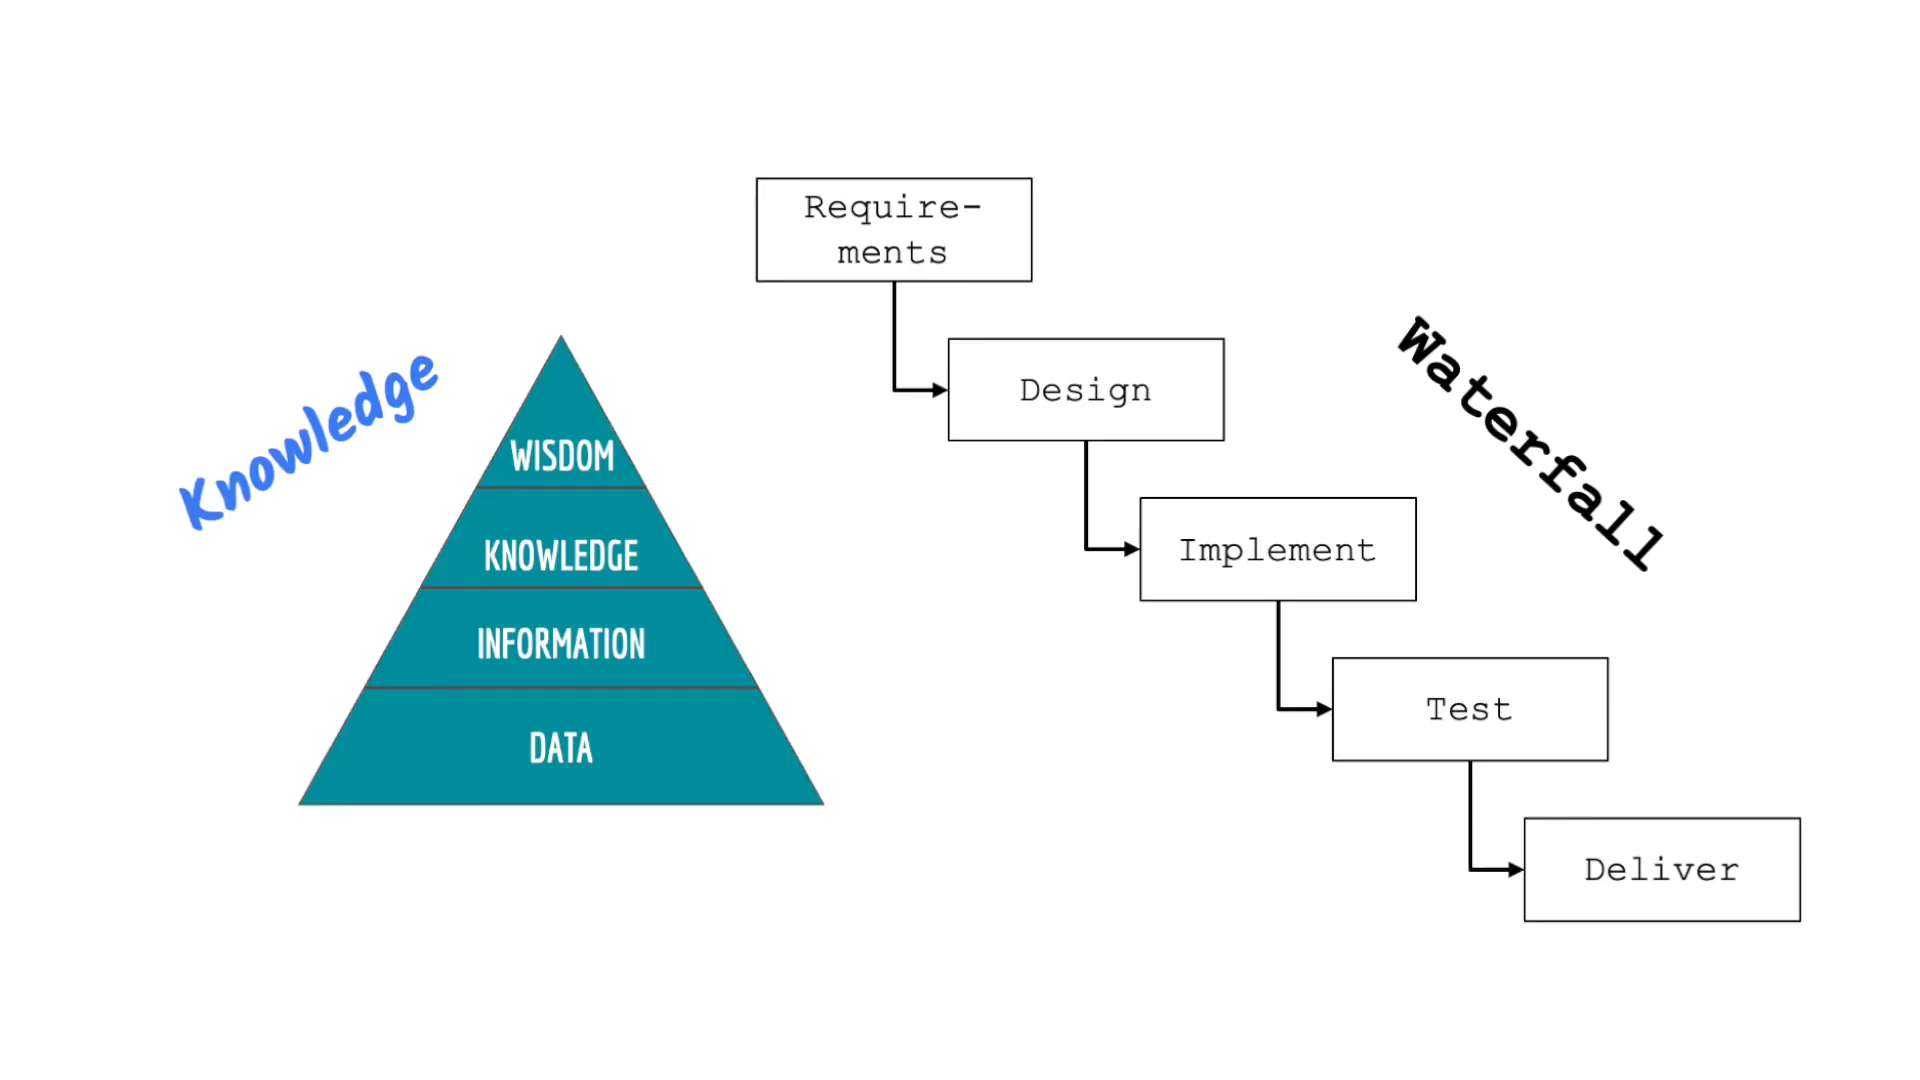 Knowledge
WISDOM
KNOWLEDGE
INFORMATION
DATA
Require-
ments
Design
Implement
Test
Deliver
Waterfall